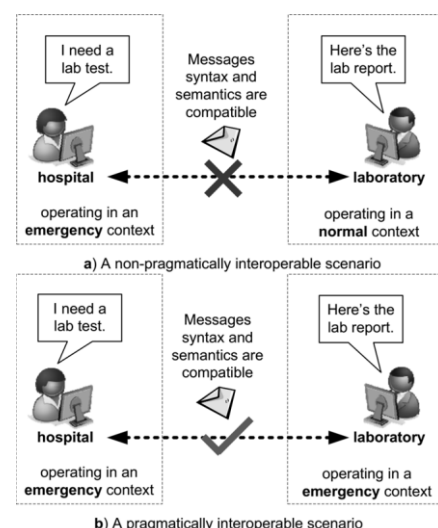 I need a
lab test.
Messages
syntax and
semantics are
compatible
Here's the
lab report.
hospital
laboratory
operating in an
emergency context
operating in a
normal context
a) A non-pragmatically interoperable scenario
I need a
lab test.
Messages
syntax and
semantics are
compatible
Here's the
lab report.
hospital
laboratory
operating in an
emergency context
operating in a
emergency context
b) A pragmatically interoperable scenario